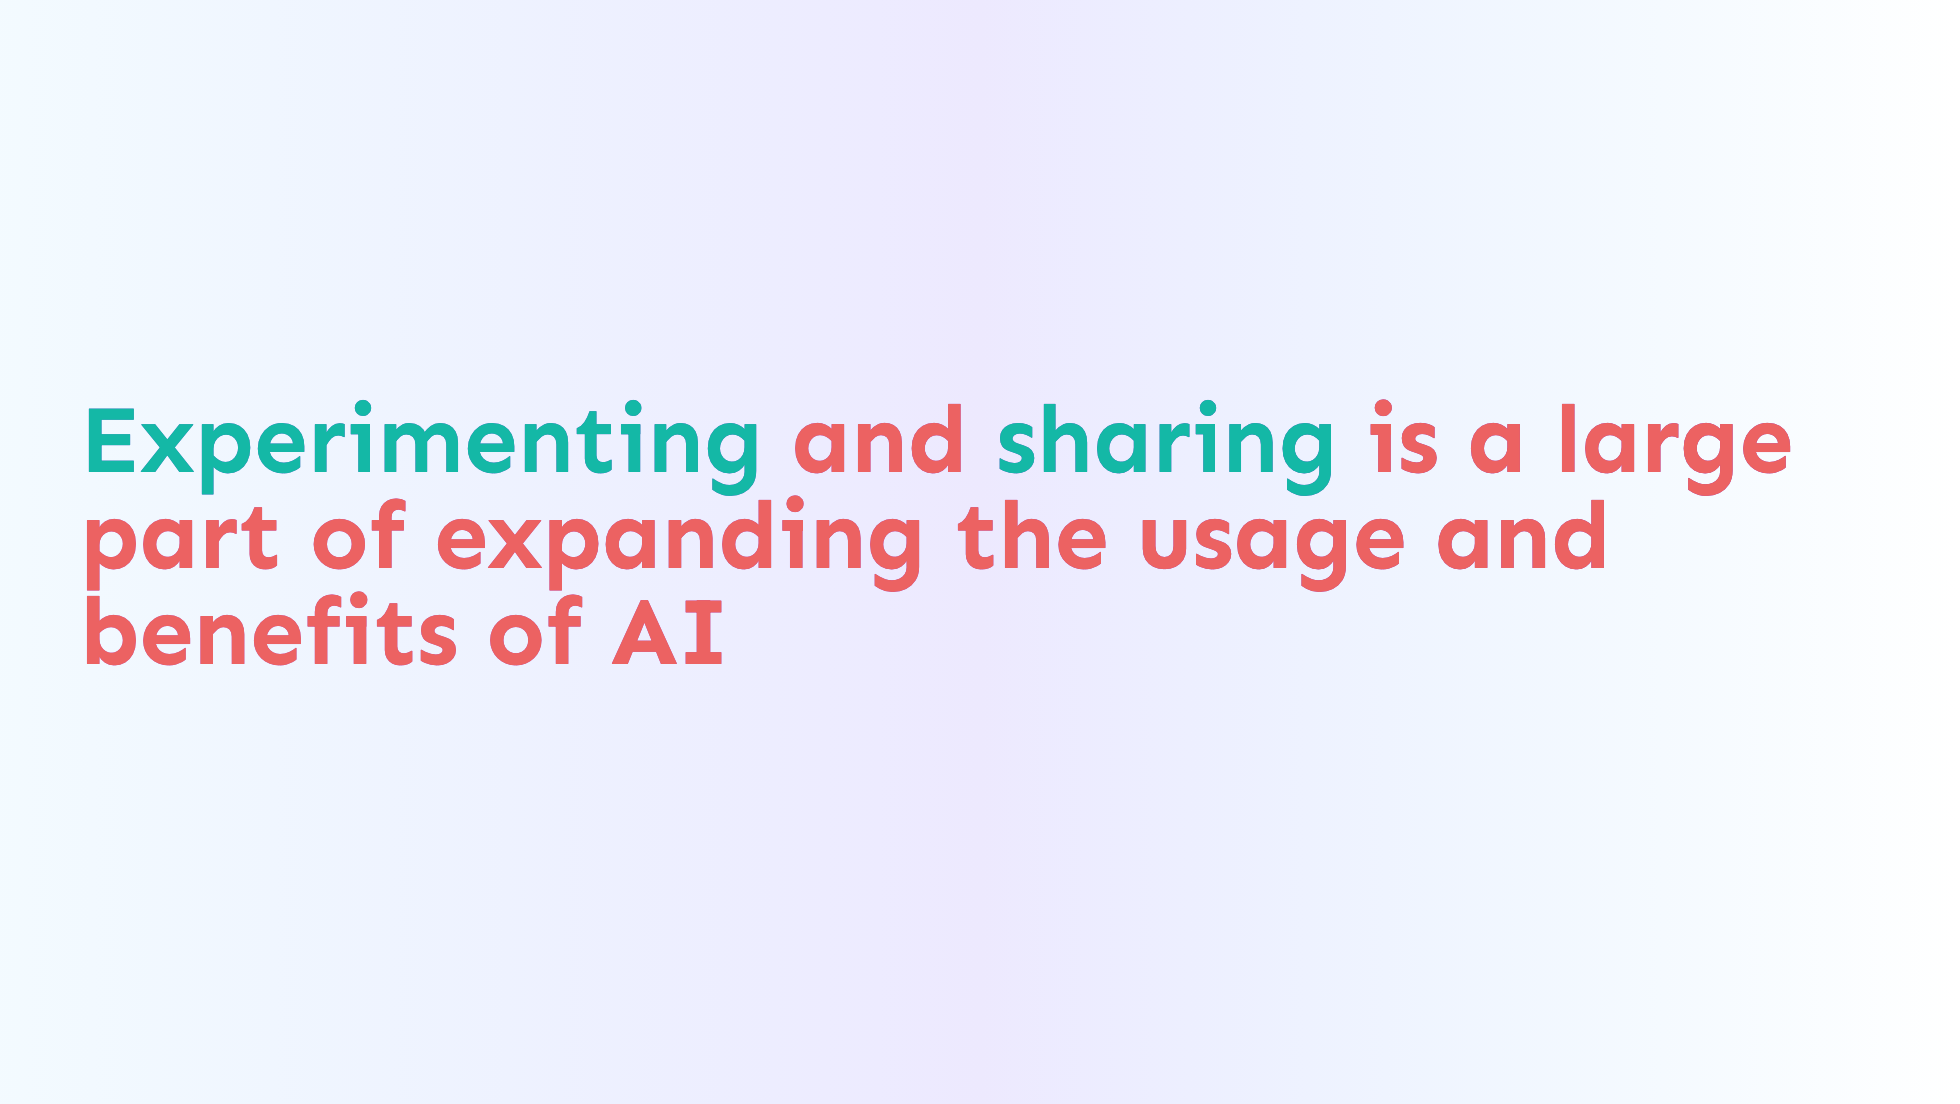 Experimenting and sharing is a large
part of expanding the usage and
benefits of AI